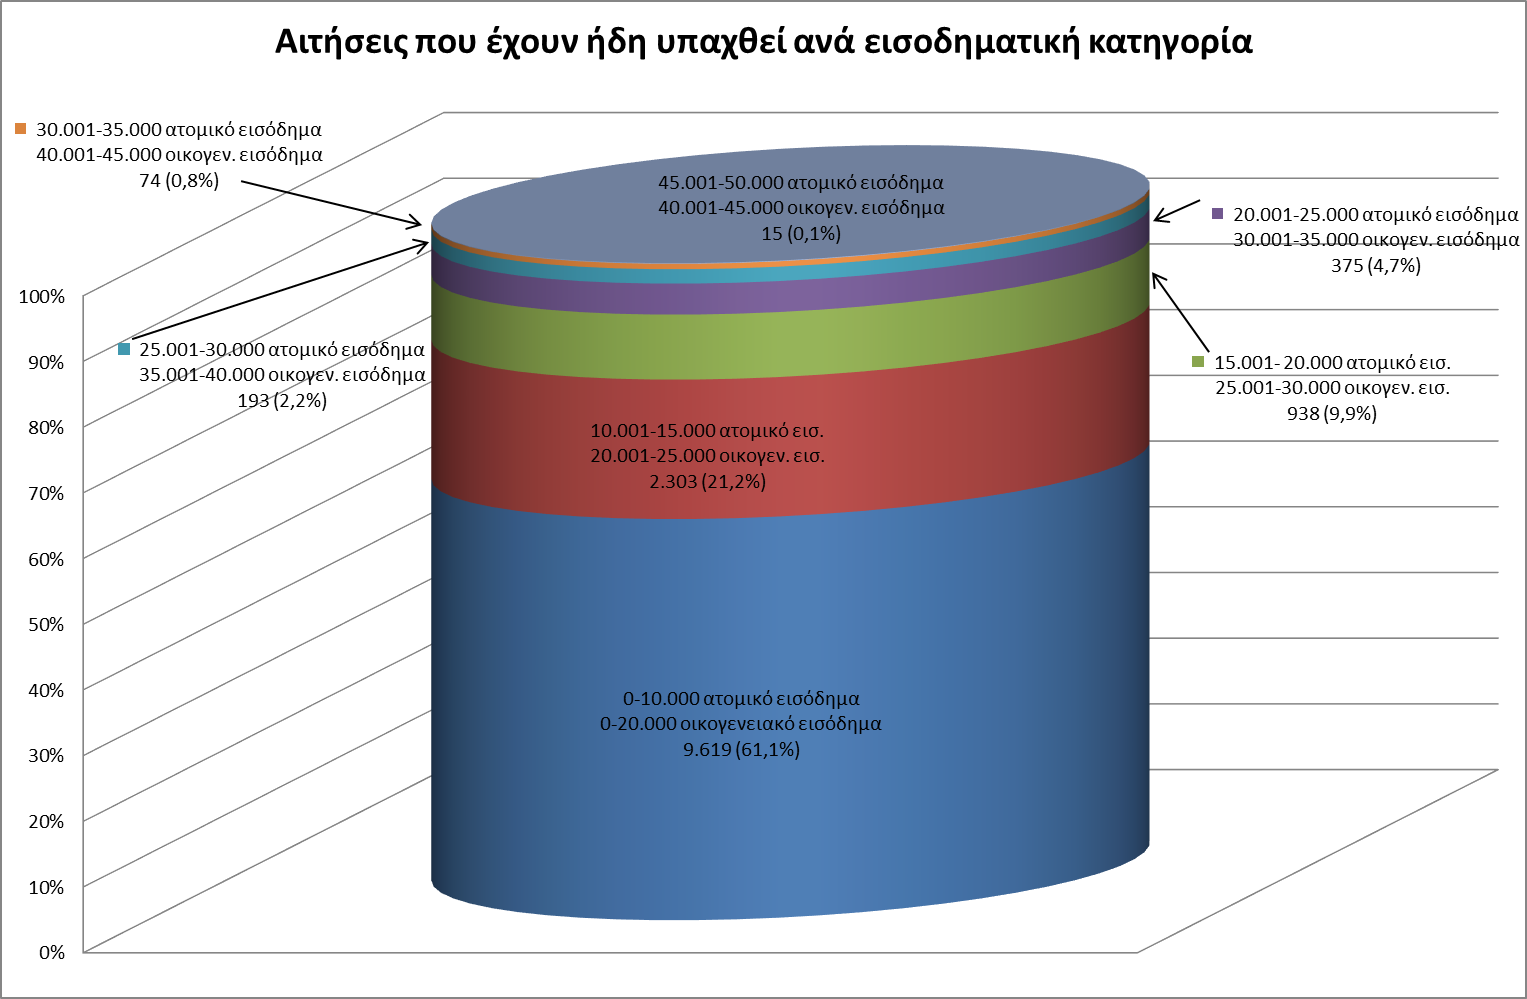 Αιτήσεις που έχουν ήδη υπαχθεί ανά εισοδηματική κατηγορία
30.001-35.000 ατομικό εισόδημα
40.001-45.000 οικογεν. εισόδημα
74 (0,8%)
45.001-50.000 ατομικό εισόδημα
40.001-45.000 οικογεν. εισόδημα
15 (0,1%)
20.001-25.000 ατομικό εισόδημα
30.001-35.000 οικογεν. εισόδημα
375 (4,7%)
25.001-30.000 ατομικό εισόδημα
35.001-40.000 οικογεν. εισόδημα
193 (2,2%)
15.001- 20.000 ατομικό εισ.
25.001-30.000 οικογεν. εισ.
938 (9,9%)
10.001-15.000 ατομικό εισ.
20.001-25.000 οικογεν. εισ.
2.303 (21,2%)
0-10.000 ατομικό εισόδημα
0-20.000 οικογενειακό εισόδημα
9.619 (61,1%)
100%
90%
80%
70%
60%
50%
40%
30%
20%
10%
0%